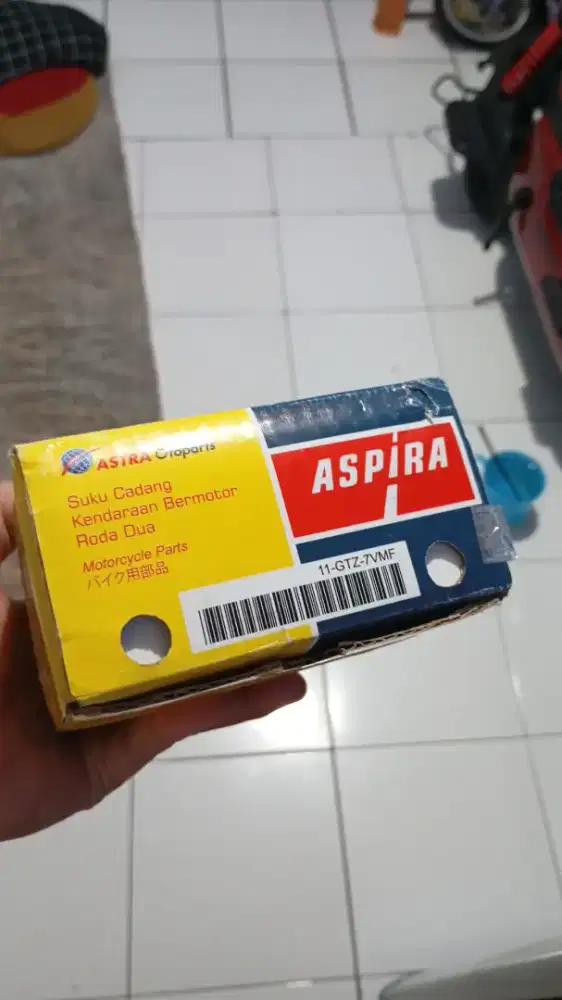 ASTRA Otoparts
Suku Cadang
Kendaraan Bermotor
Roda Dua
Motorcycle Parts
バイク用部品
ASPIRA
11-GTZ-7VMF